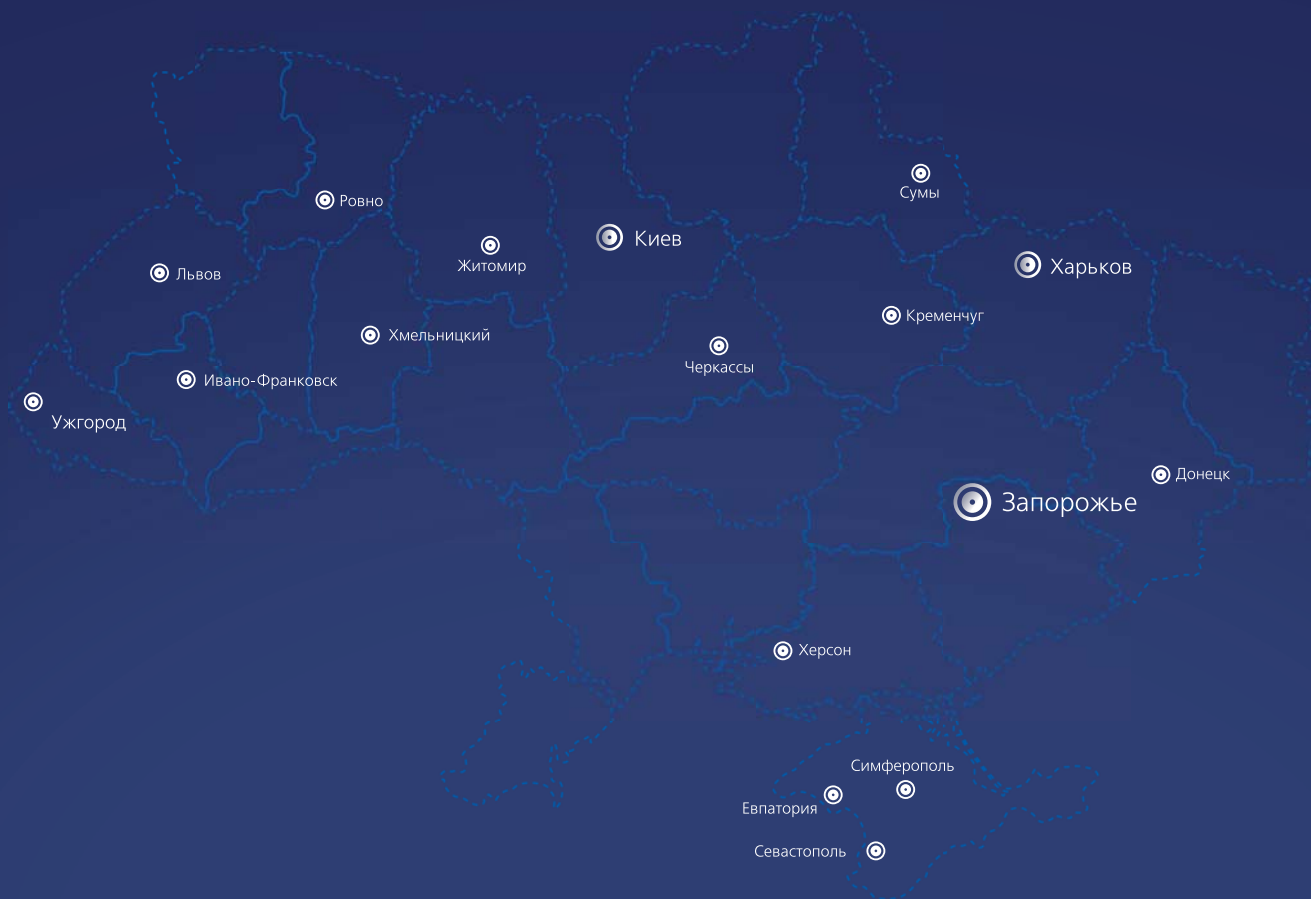 Сумы
Ровно
Киев
Житомир
Харьков
Львов
Кременчуг
Хмельницкий
Черкассы
Ивано-Франковск
Ужгород
Донецк
Запорожье
Херсон
Симферополь
Евпатория
Севастополь